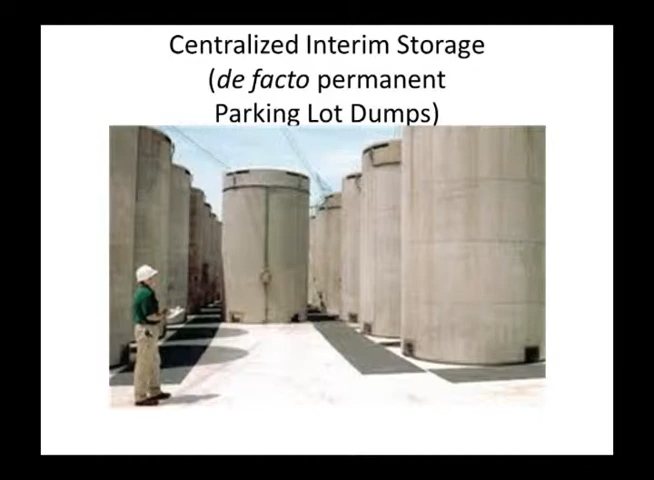 Centralized Interim Storage
(de facto permanent
Parking Lot Dumps)